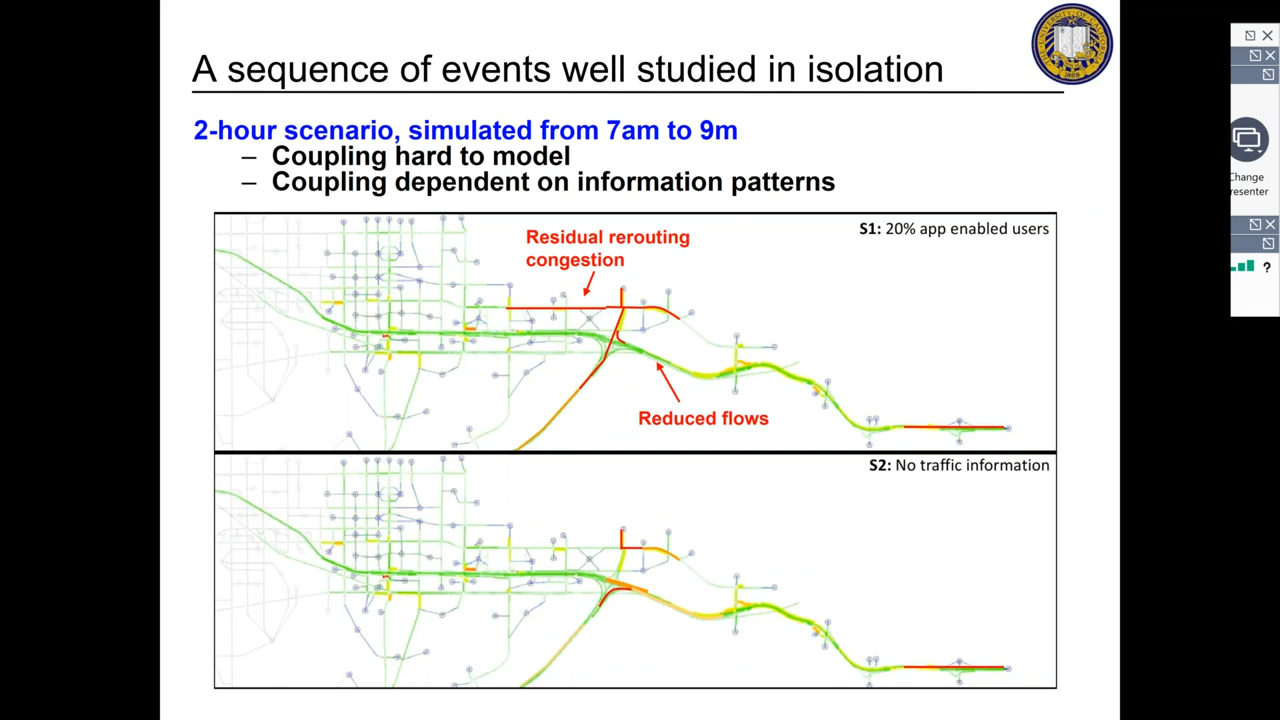 A sequence of events well studied in isolation
2-hour scenario, simulated from 7am to 9m
– Coupling hard to model
– Coupling dependent on information patterns
S1: 20% app enabled users
Residual rerouting
congestion
Reduced flows
S2: No traffic information
Change
resenter
?